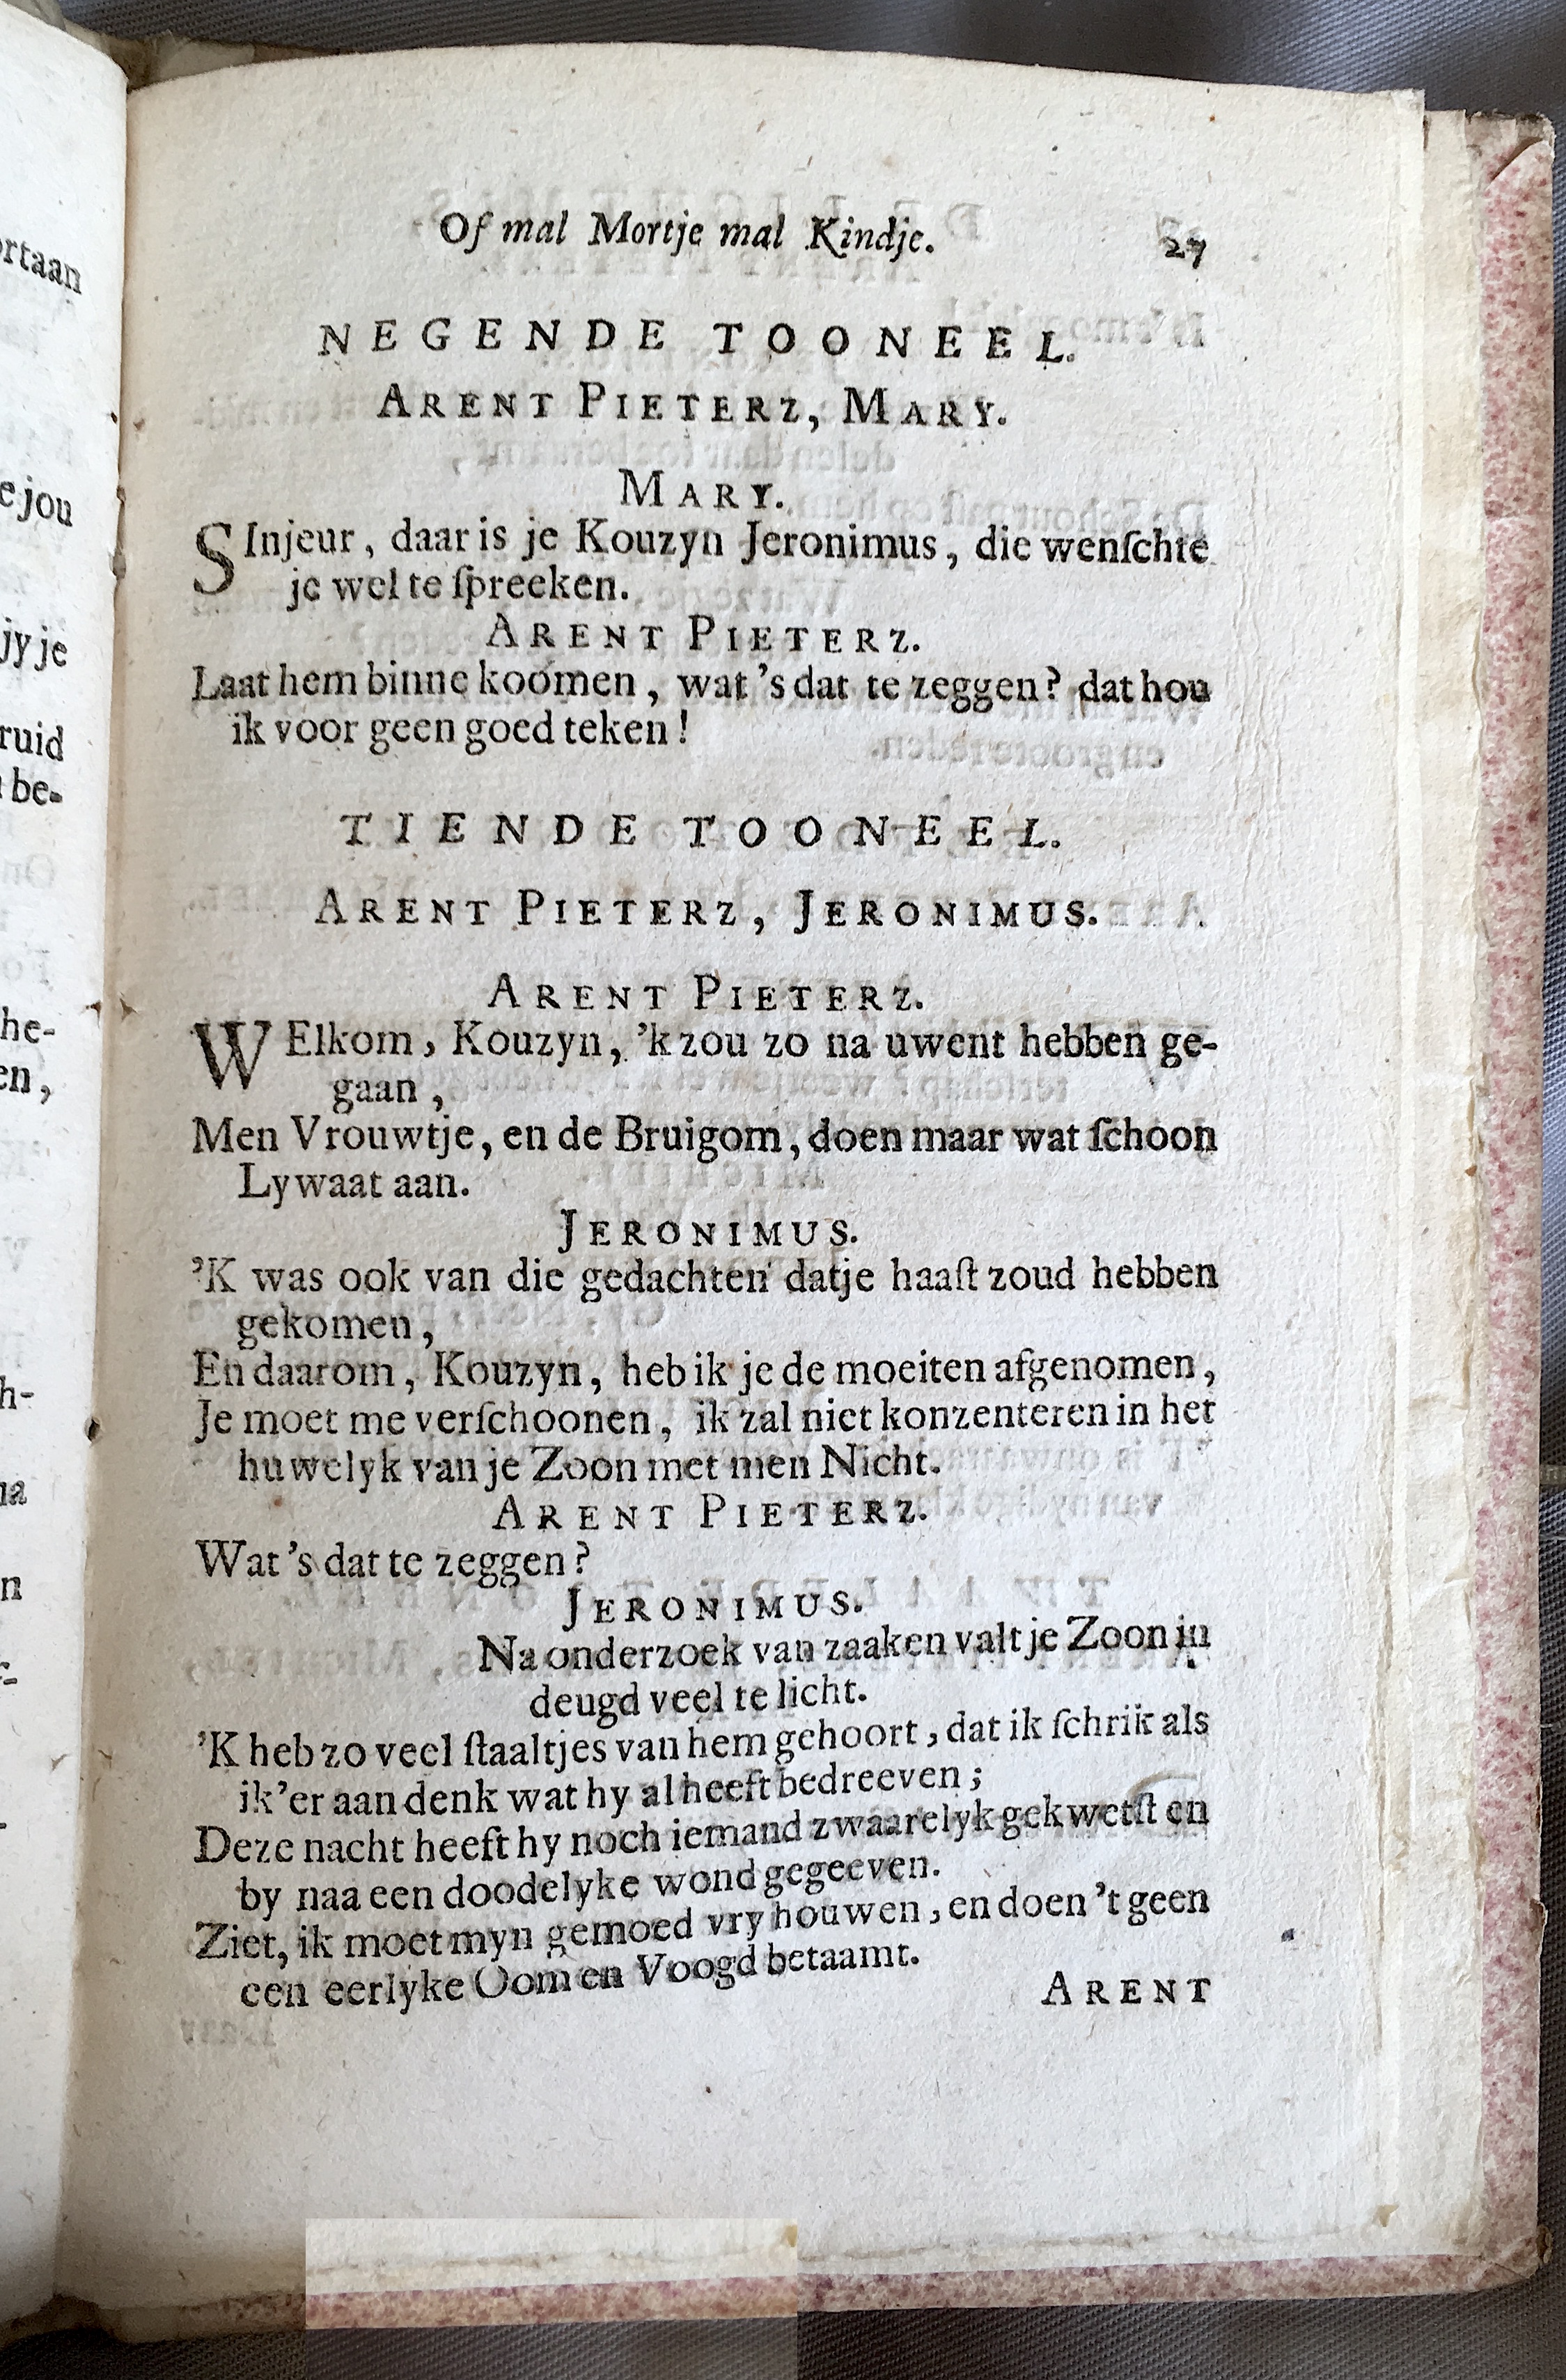 Of mal Mortje mal Kindje. 27
NEGENDE TOONEEL.
ARENT PIETERZ, MARY.
MARY.
SInjeur, daar is je Kouzyn Jeronimus, die wenſchte
je wel te ſpreeken.
ARENT PIETERZ.
Laat hem binne koomen, wat 's dat te zeggen? dat hou
ik voor geen goed teken!
TIENDE TOONEEL.
ARENT PIETERZ, JERONIMUS.
ARENT PIETERZ.
WElkom, Kouzyn, 'k zou zo na uwent hebben ge-
gaan,
Men Vrouwtje, en de Bruigom, doen maar wat ſchoon
Lywaat aan.
JERONIMUS.
'K was ook van die gedachten datje haaſt zoud hebben
gekomen,
En daarom, Kouzyn, heb ik je de moeiten afgenomen,
Je moet me verſchoonen, ik zal niet konzenteren in het
huwelyk van je Zoon met men Nicht.
ARENT PIETERZ.
Wat 's dat te zeggen?
JERONIMUS.
Na onderzoek van zaaken valt je Zoon in
deugd veel te licht.
'K heb zo veel ſtaaltjes van hem gehoort, dat ik ſchrik als
ik 'er aan denk wat hy al heeft bedreeven;
Deze nacht heeft hy noch iemand zwaarelyk gekwetſt en
by naa een doodelyke wond gegeeven.
Ziet, ik moet myn gemoed vry houwen, en doen 't geen
een eerlyke Oom en Voogd betaamt.
ARENT